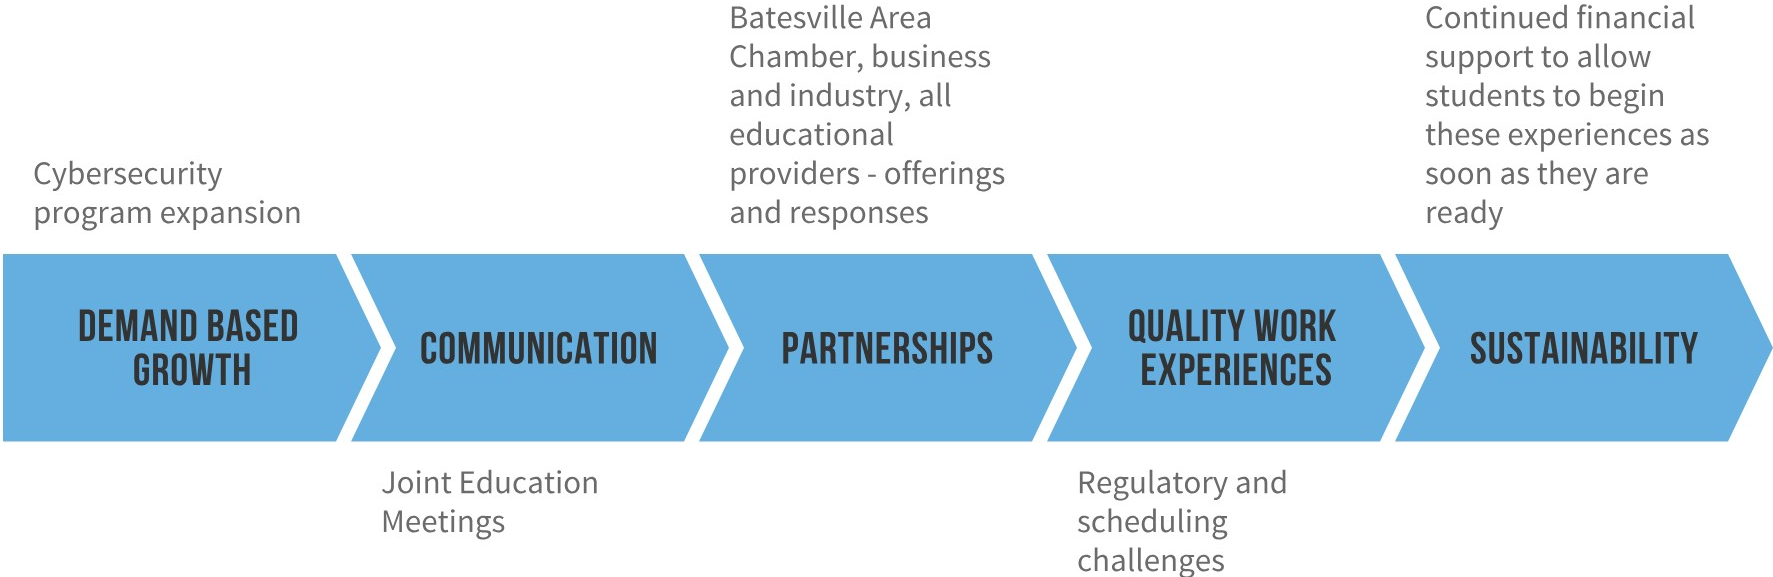 Cybersecurity
program expansion
DEMAND BASED
GROWTH
COMMUNICATION
Joint Education
Meetings
Batesville Area
Chamber, business
and industry, all
educational
providers - offerings
and responses
PARTNERSHIPS
QUALITY WORK
EXPERIENCES
Regulatory and
scheduling
challenges
Continued financial
support to allow
students to begin
these experiences as
soon as they are
ready
SUSTAINABILITY